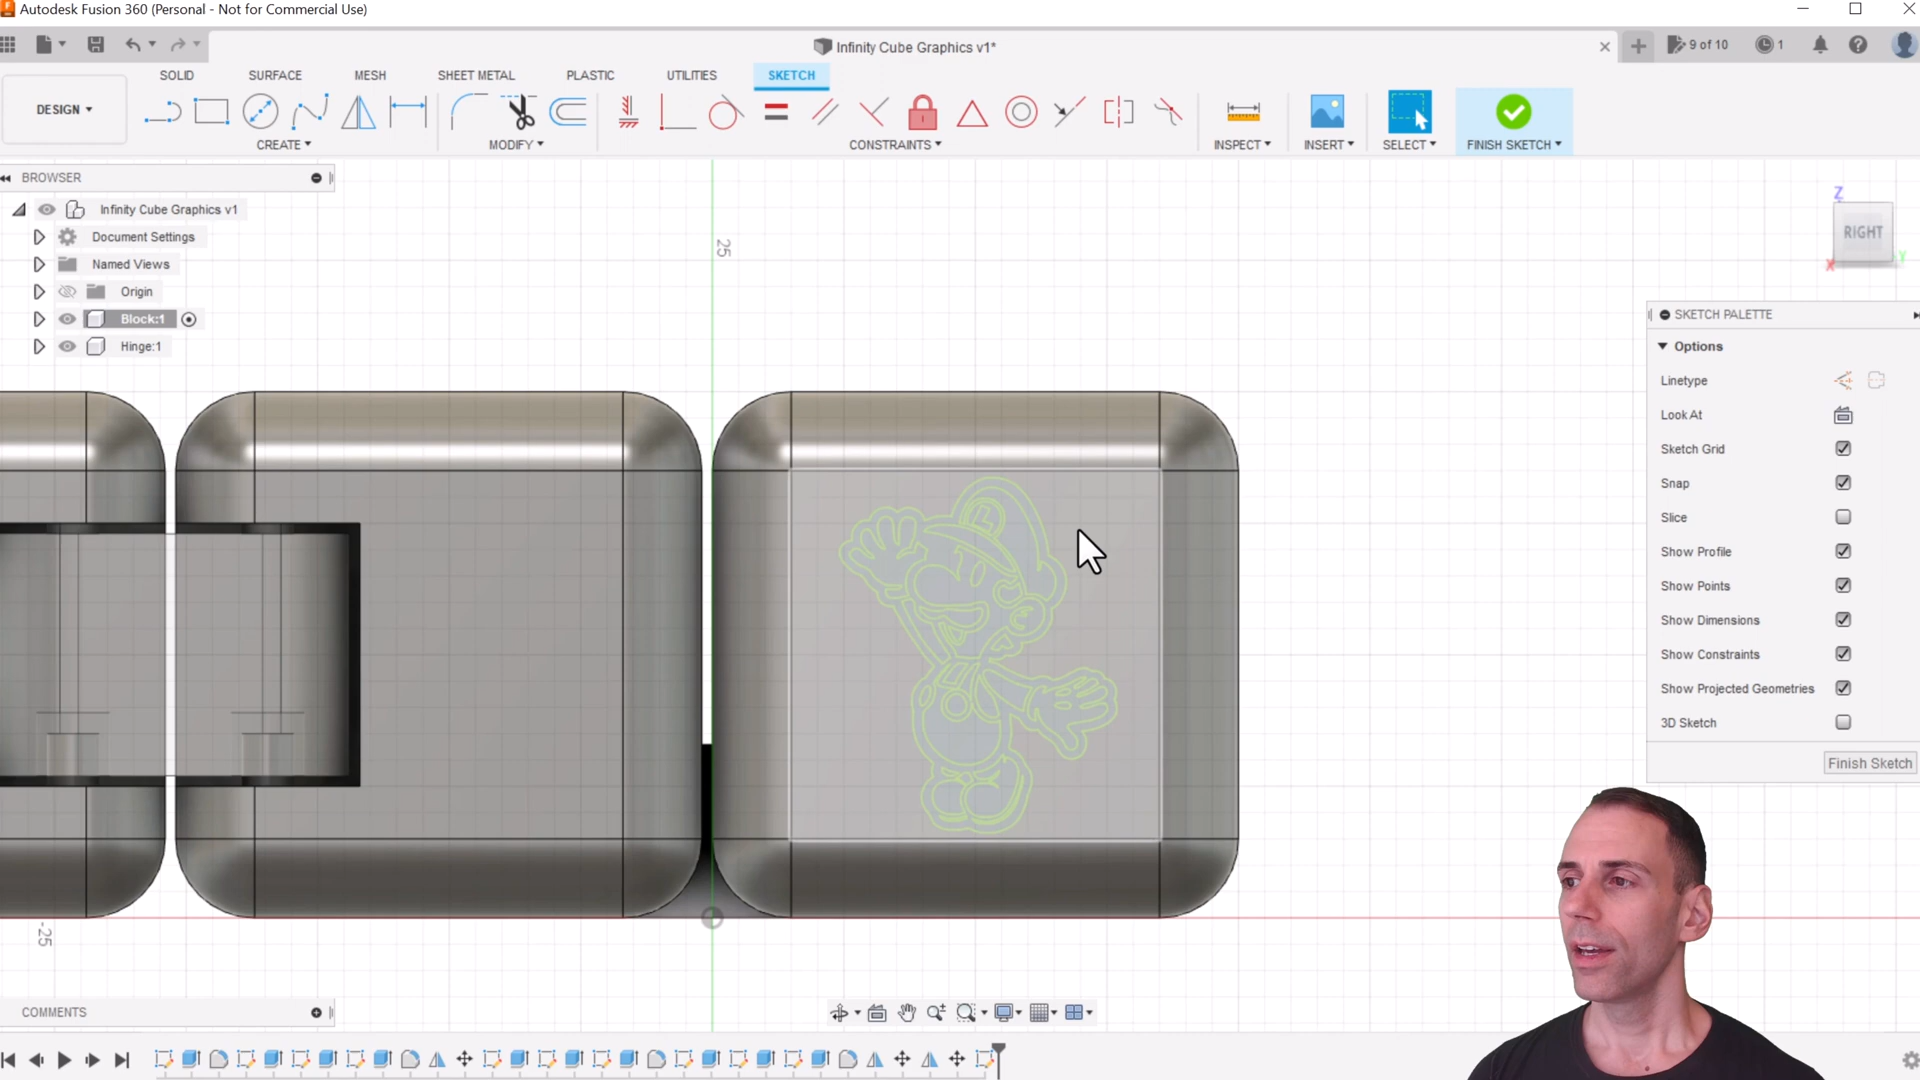 Autodesk Fusion 360 (Personal - Not for Commercial Use)
Infinity Cube Graphics v1*
9 of 10
1
DESIGN
SOLID
SURFACE
MESH
SHEET METAL
PLASTIC
UTILITIES
SKETCH
CREATE
MODIFY
CONSTRAINTS
INSPECT
INSERT
SELECT
FINISH SKETCH
BROWSER
Infinity Cube Graphics v1
Document Settings
Named Views
Origin
Block:1
Hinge:1
25
-25
L
Z
RIGHT
X
Y
SKETCH PALETTE
Options
Linetype
Look At
Sketch Grid
Snap
Slice
Show Profile
Show Points
Show Dimensions
Show Constraints
Show Projected Geometries
3D Sketch
Finish Sketch
COMMENTS